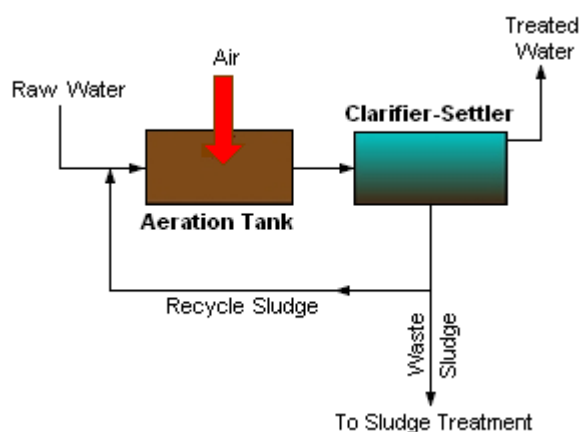 Treated
Water
Air
Raw Water
Clarifier-Settler
Aeration Tank
Recycle Sludge
Waste
Sludge
To Sludge Treatment